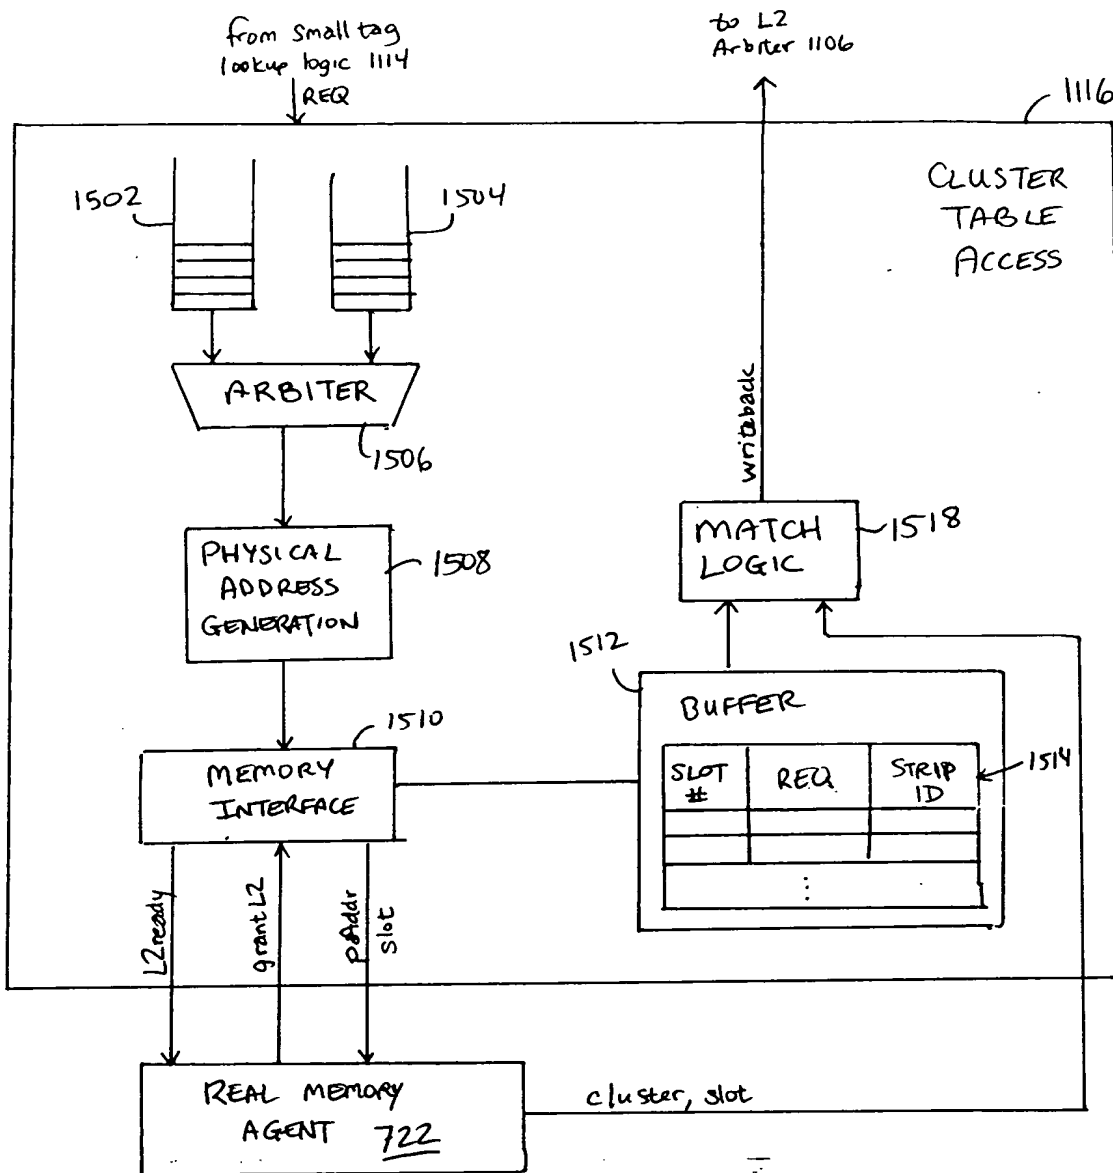 from small tag
lookup logic 1114
REQ
to L2
Arbiter 1106
1116
CLUSTER
TABLE
ACCESS
1502
1504
ARBITER
1506
PHYSICAL
ADDRESS
GENERATION
1508
1510
MEMORY
INTERFACE
writeback
MATCH
LOGIC
1518
1512
BUFFER
SLOT
#
REQ
STRIP
ID
1514
⋮
L2ready
grantL2
pAddr
slot
REAL MEMORY
AGENT 722
cluster, slot